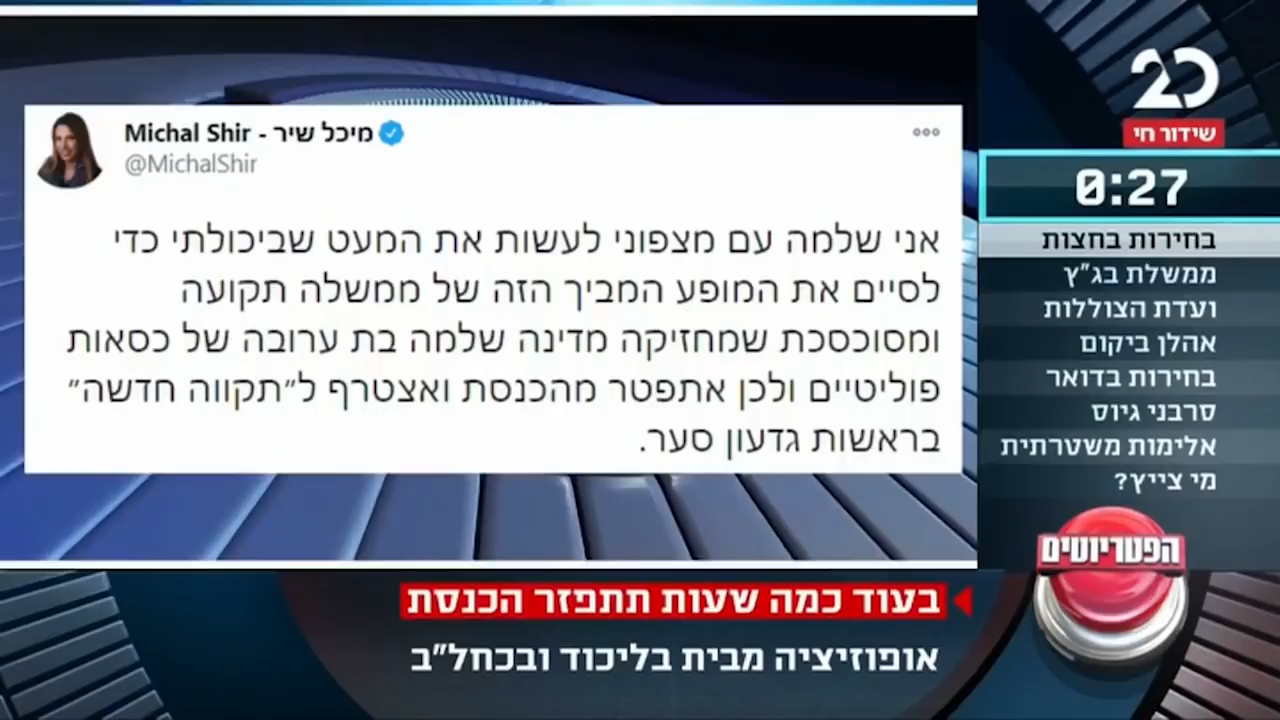 Michal Shir - מיכל שיר
@MichalShir
אני שלמה עם מצפוני לעשות את המעט שביכולתי כדי
לסיים את המופע המביך הזה של ממשלה תקועה
ומסוכסכת שמחזיקה מדינה שלמה בת ערובה של כסאות
פוליטיים ולכן אתפטר מהכנסת ואצטרף ל״תקווה חדשה״
בראשות גדעון סער.
20
שידור חי
0:27
בחירות בחצות
ממשלת בג"ץ
ועדת הצוללות
אהלן ביקום
בחירות בדואר
סרבני גיוס
אלימות משטרתית
מי צייץ?
הפטריוטים
בעוד כמה שעות תתפזר הכנסת
אופוזיציה מבית בליכוד ובכחל"ב